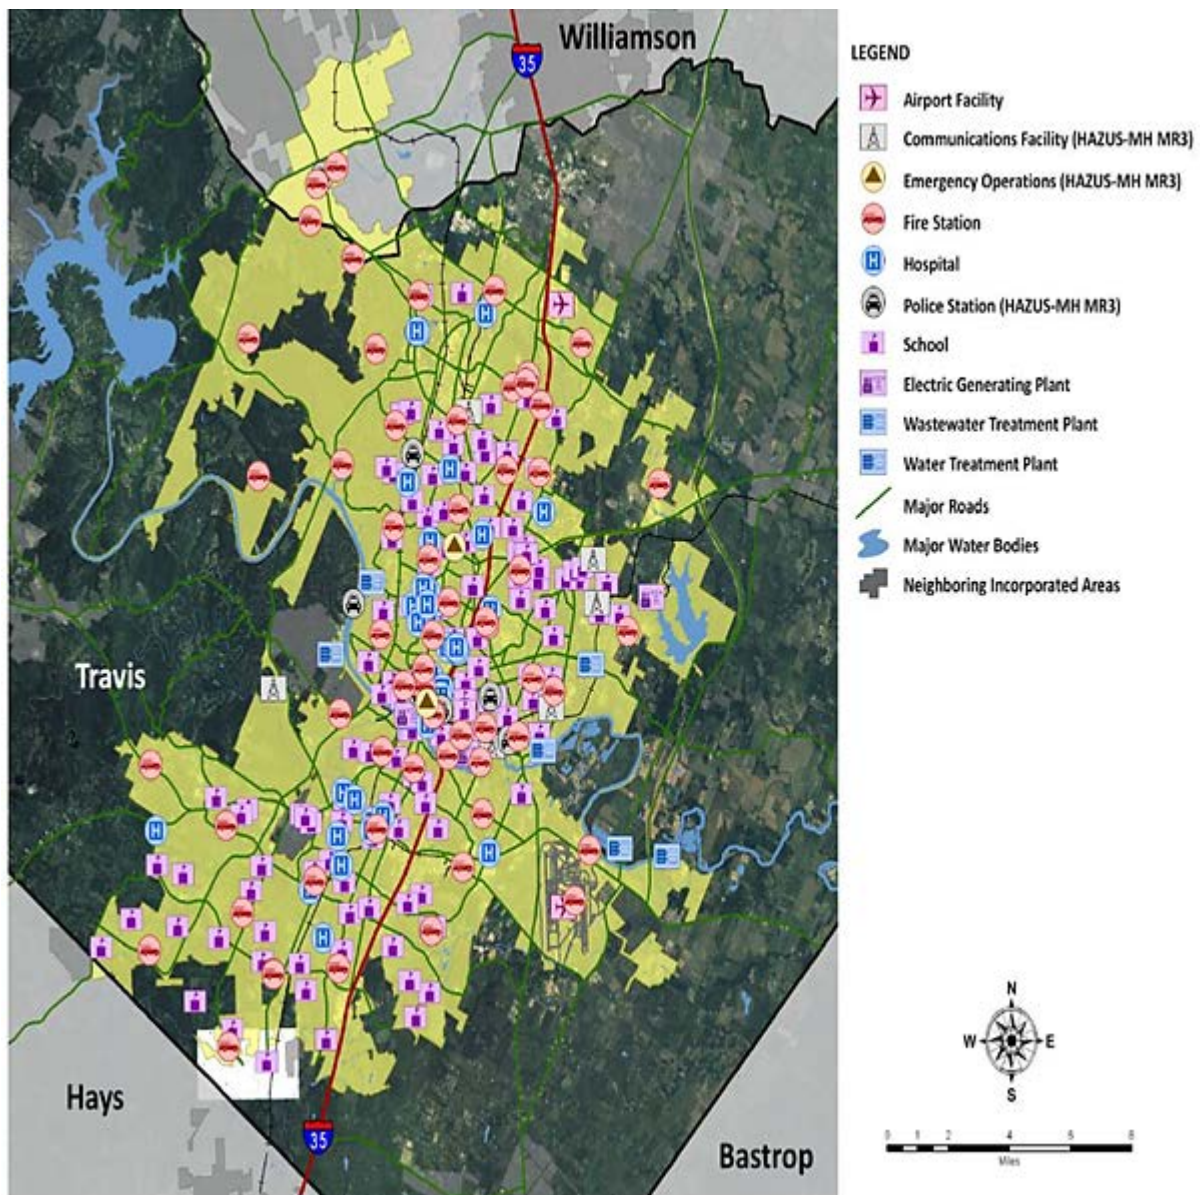 Williamson
35
LEGEND
Airport Facility
Communications Facility (HAZUS-MH MR3)
Emergency Operations (HAZUS-MH MR3)
Fire Station
Hospital
Police Station (HAZUS-MH MR3)
School
Electric Generating Plant
Wastewater Treatment Plant
Water Treatment Plant
Major Roads
Major Water Bodies
Neighboring Incorporated Areas
Travis
N
W E
S
Hays
35
Bastrop
0 1 2 4 6 8
Miles